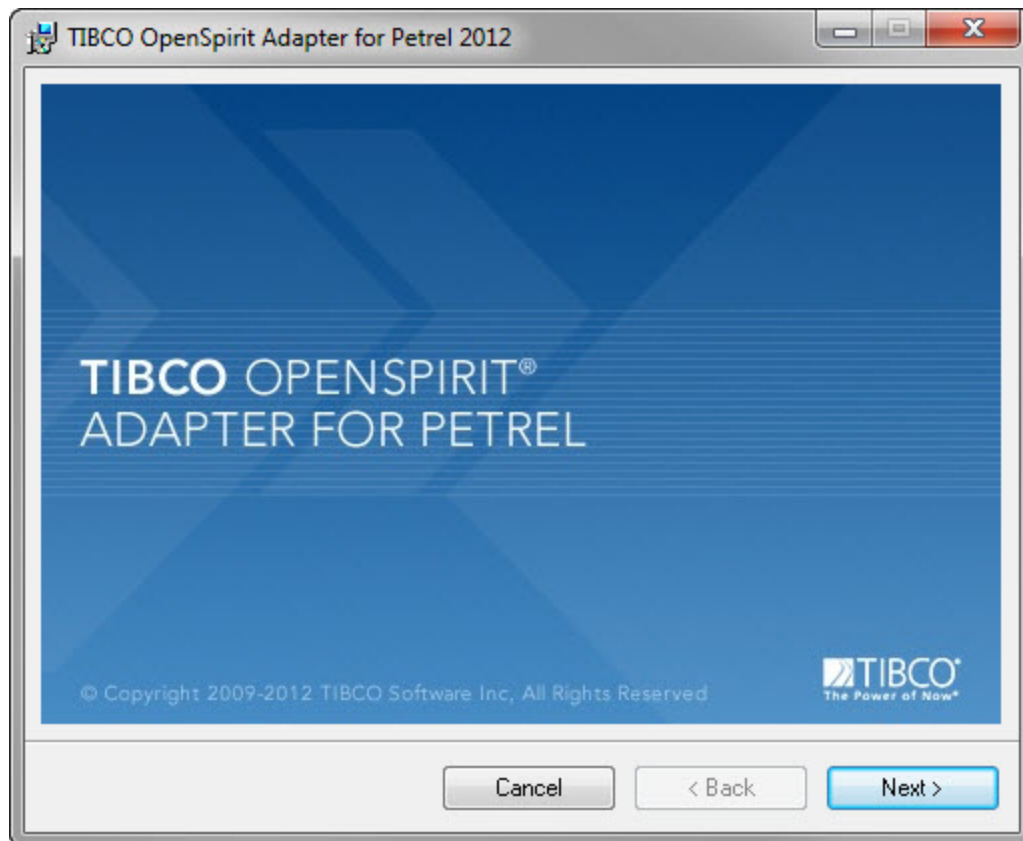 TIBCO OpenSpirit Adapter for Petrel 2012
TIBCO OPENSPIRIT®
ADAPTER FOR PETREL
© Copyright 2009-2012 TIBCO Software Inc, All Rights Reserved
TIBCO®
The Power of Now®
Cancel
< Back
Next >